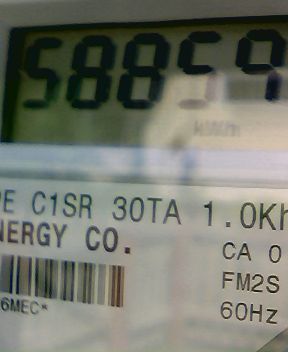 58859
kWh
PE C1SR 30TA 1.0Kh
NERGY CO.
CA 0
FM2S
6MEC*
60Hz